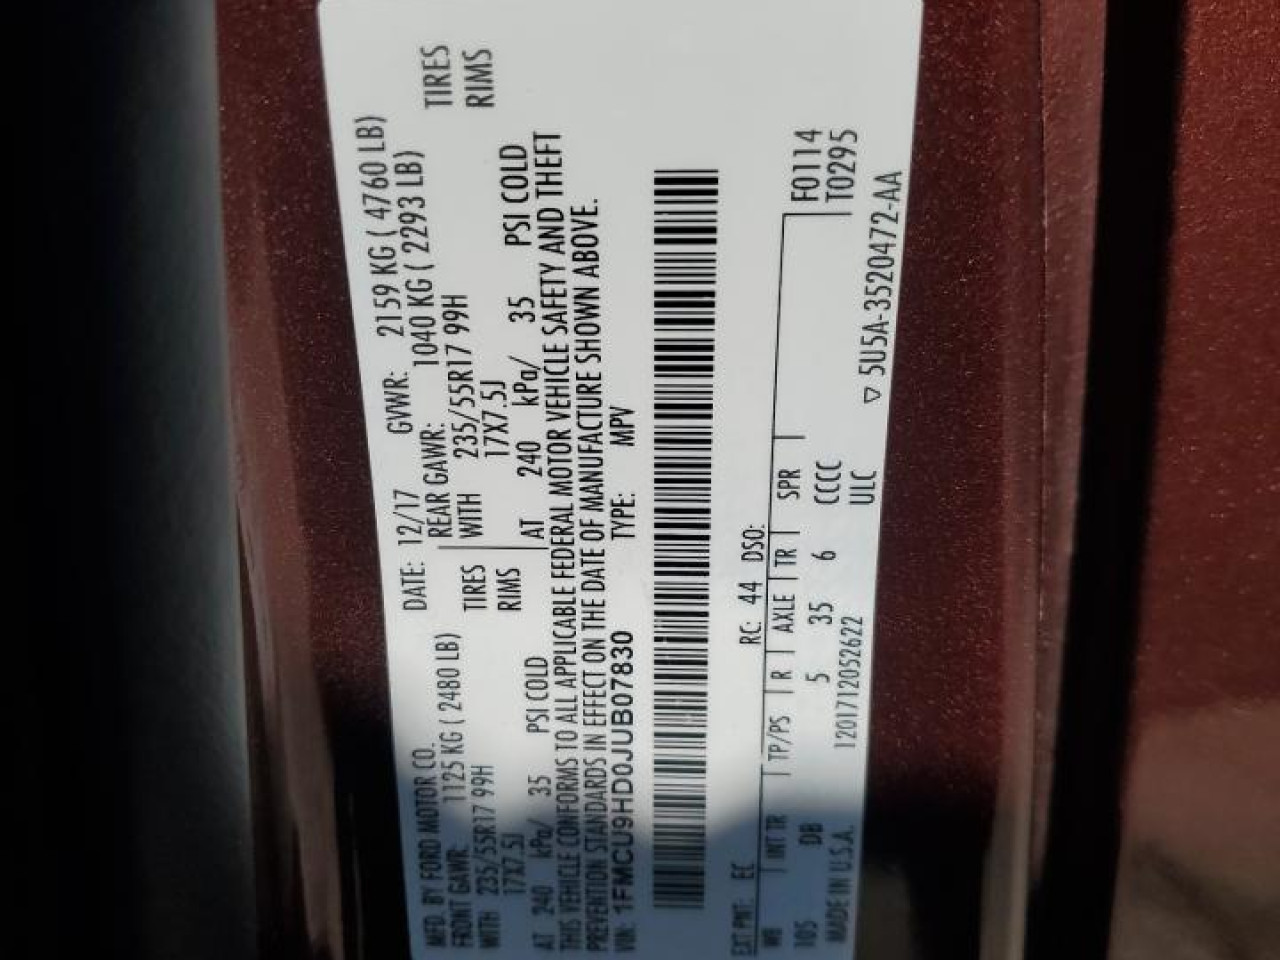 MFD. BY FORD MOTOR CO. DATE: 12/17 GVWR: 2159 KG ( 4760 LB)
FRONT GAWR: 1125 KG ( 2480 LB) REAR GAWR: 1040 KG ( 2293 LB)
WITH 235/55R17 99H TIRES WITH 235/55R17 99H TIRES
17X7.5J RIMS 17X7.5J RIMS
AT 240 kPa/ 35 PSI COLD AT 240 kPa/ 35 PSI COLD
THIS VEHICLE CONFORMS TO ALL APPLICABLE FEDERAL MOTOR VEHICLE SAFETY AND THEFT
PREVENTION STANDARDS IN EFFECT ON THE DATE OF MANUFACTURE SHOWN ABOVE.
VIN: 1FMCU9HD0JUB07830 TYPE: MPV
EXT PNT: EC RC: 44 DSO:
WB INT TR TP/PS R AXLE TR SPR F0114
105 DB 5 35 6 CCCC T0295
MADE IN U.S.A. 120171205262​2 ULC
▽ 5U5A-3520472-AA